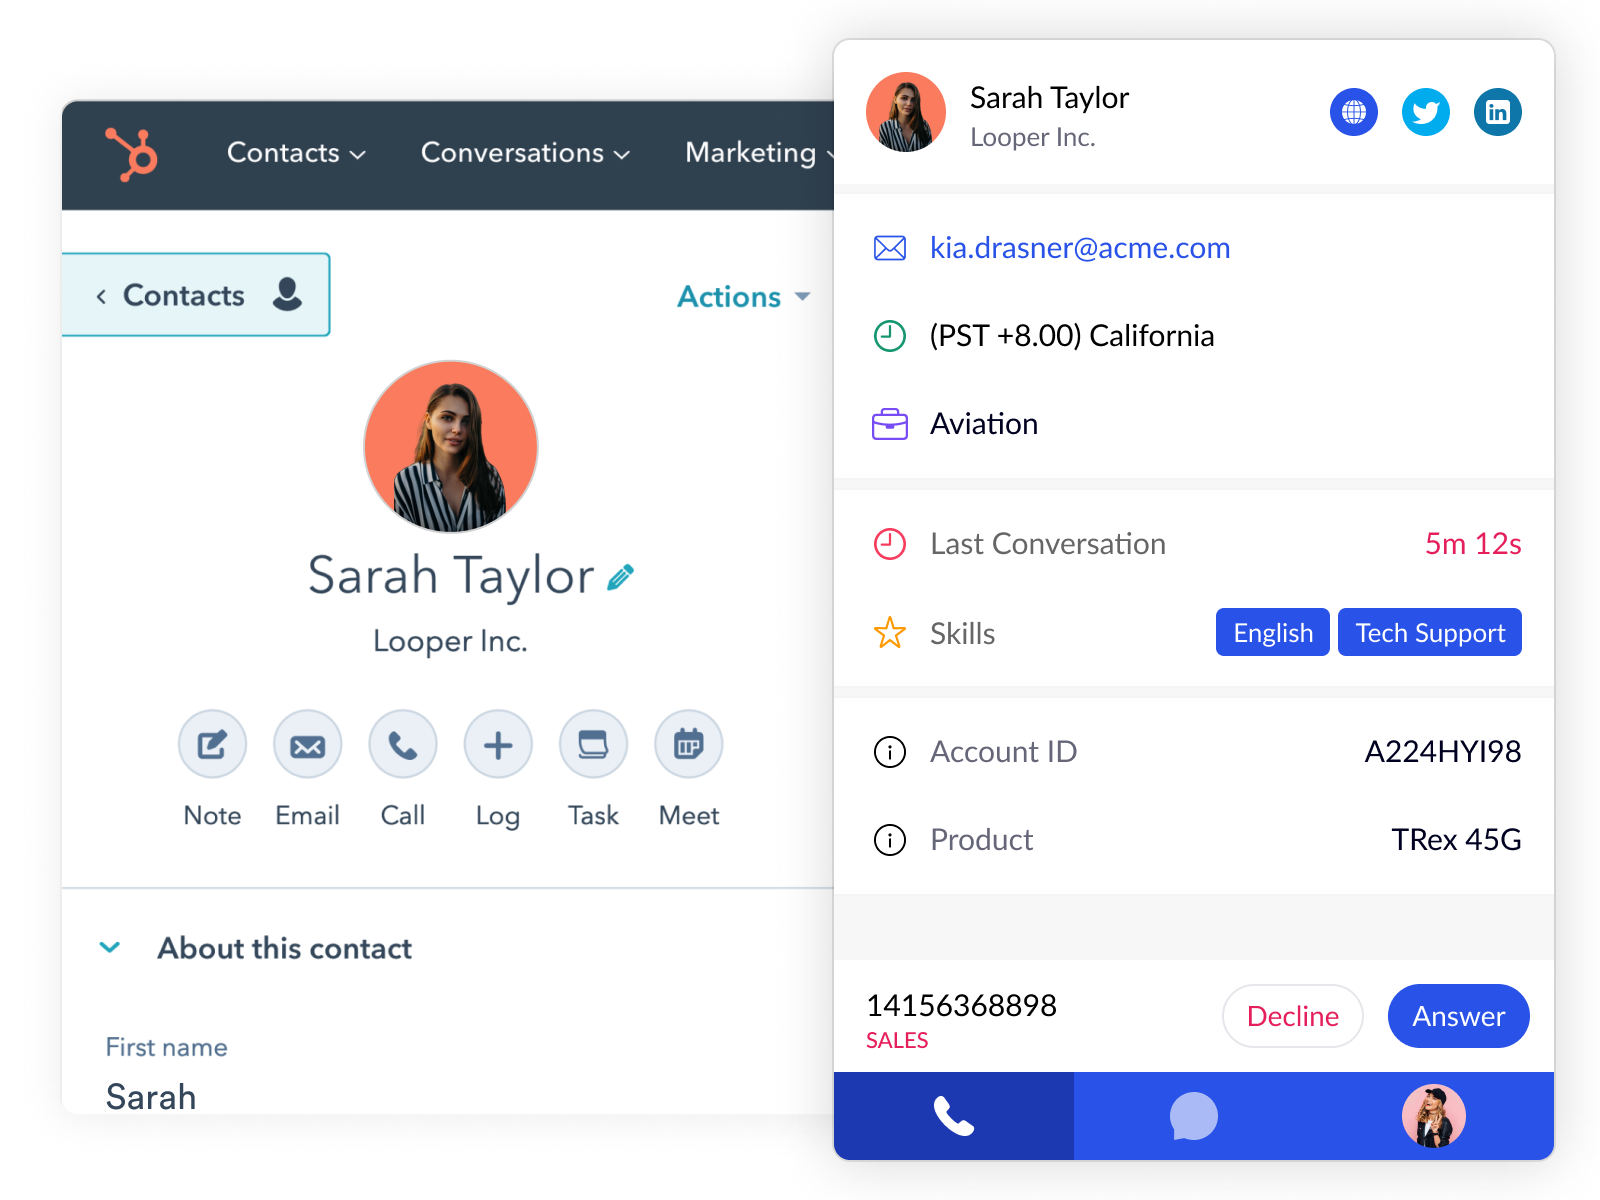 Contacts
Conversations
Marketing
Contacts
Actions
Sarah Taylor
Looper Inc.
Note
Email
Call
Log
Task
Meet
About this contact
First name
Sarah
Sarah Taylor
Looper Inc.
in
kia.drasner@acme.com
(PST +8.00) California
Aviation
Last Conversation 5m 12s
Skills English Tech Support
Account ID A224HYI98
Product TRex 45G
14156368898
SALES
Decline
Answer